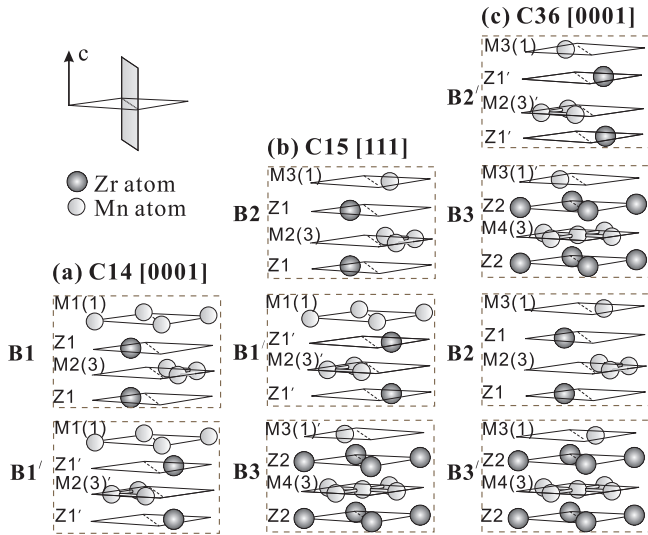 (c) C36 [0001]
M3(1)
Z1′
B2′
M2(3)′
Z1′
c
Zr atom
Mn atom
(b) C15 [111]
M3(1)
Z1
B2
M2(3)
Z1
M3(1)′
Z2
B3
M4(3)
Z2
(a) C14 [0001]
M1(1)
Z1
B1
M2(3)
Z1
M1(1)
Z1′
B1′
M2(3)′
Z1′
M3(1)
Z1
B2
M2(3)
Z1
M1(1)
Z1′
B1′
M2(3)′
Z1′
M3(1)′
Z2
B3
M4(3)
Z2
M3(1)
Z2
B3′
M4(3)
Z2